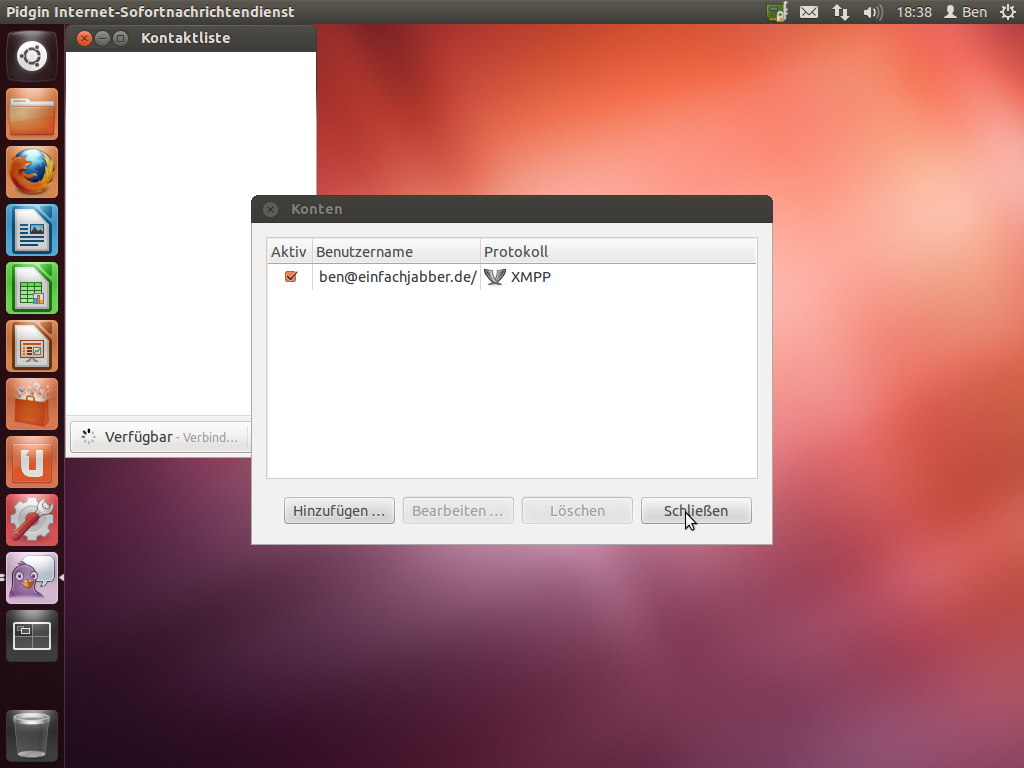 Pidgin Internet-Sofortnachrichtendienst
18:38
Ben
Kontaktliste
Konten
Aktiv Benutzername Protokoll
ben@einfachjabber.de/ XMPP
Verfügbar - Verbind…
Hinzufügen … Bearbeiten … Löschen Schließen